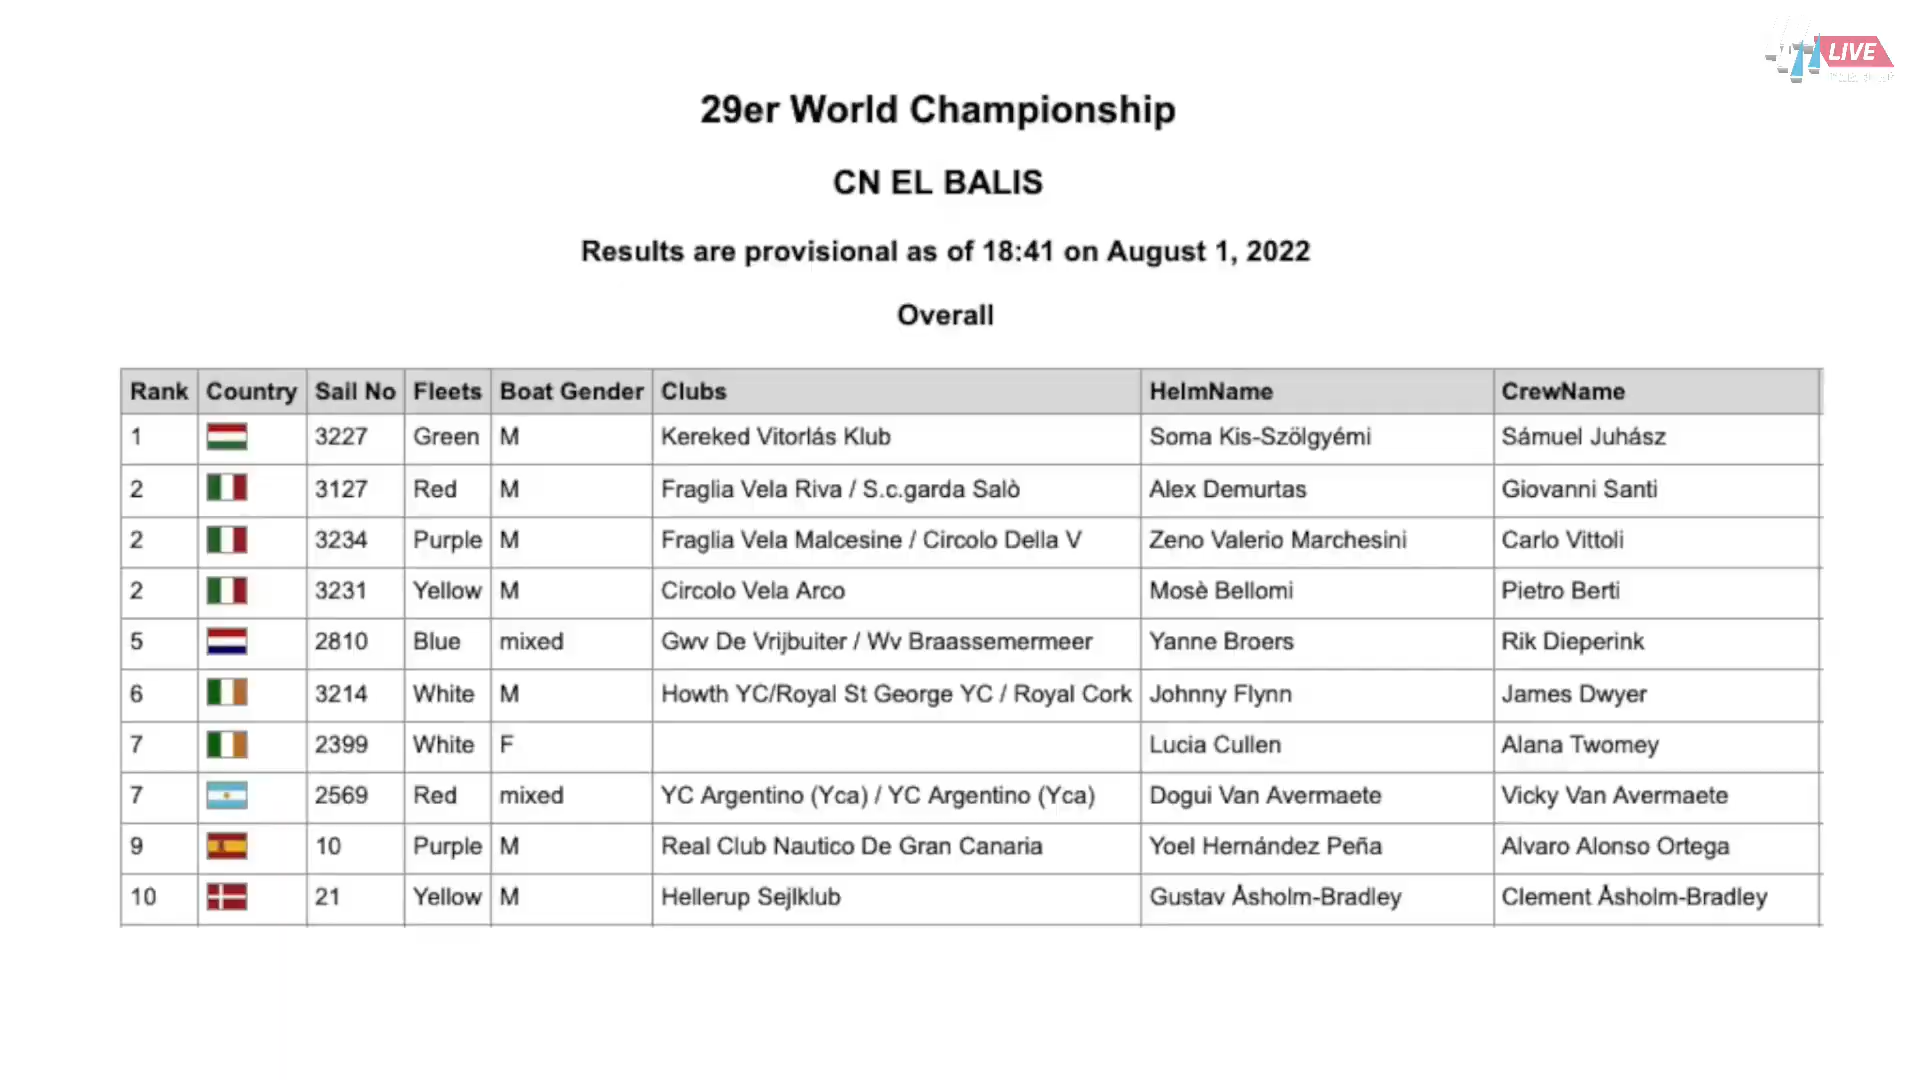 LIVE
29er World Championship
CN EL BALIS
Results are provisional as of 18:41 on August 1, 2022
Overall
Rank Country Sail No Fleets Boat Gender Clubs HelmName CrewName
1 3227 Green M Kereked Vitorlás Klub Soma Kis-Szölgyémi Sámuel Juhász
2 3127 Red M Fraglia Vela Riva / S.c.garda Salò Alex Demurtas Giovanni Santi
2 3234 Purple M Fraglia Vela Malcesine / Circolo Della V Zeno Valerio Marchesini Carlo Vittoli
2 3231 Yellow M Circolo Vela Arco Mosè Bellomi Pietro Berti
5 2810 Blue mixed Gwv De Vrijbuiter / Wv Braassemermeer Yanne Broers Rik Dieperink
6 3214 White M Howth YC/Royal St George YC / Royal Cork Johnny Flynn James Dwyer
7 2399 White F Lucia Cullen Alana Twomey
7 2569 Red mixed YC Argentino (Yca) / YC Argentino (Yca) Dogui Van Avermaete Vicky Van Avermaete
9 10 Purple M Real Club Nautico De Gran Canaria Yoel Hernández Peña Alvaro Alonso Ortega
10 21 Yellow M Hellerup Sejlklub Gustav Åsholm-Bradley Clement Åsholm-Bradley